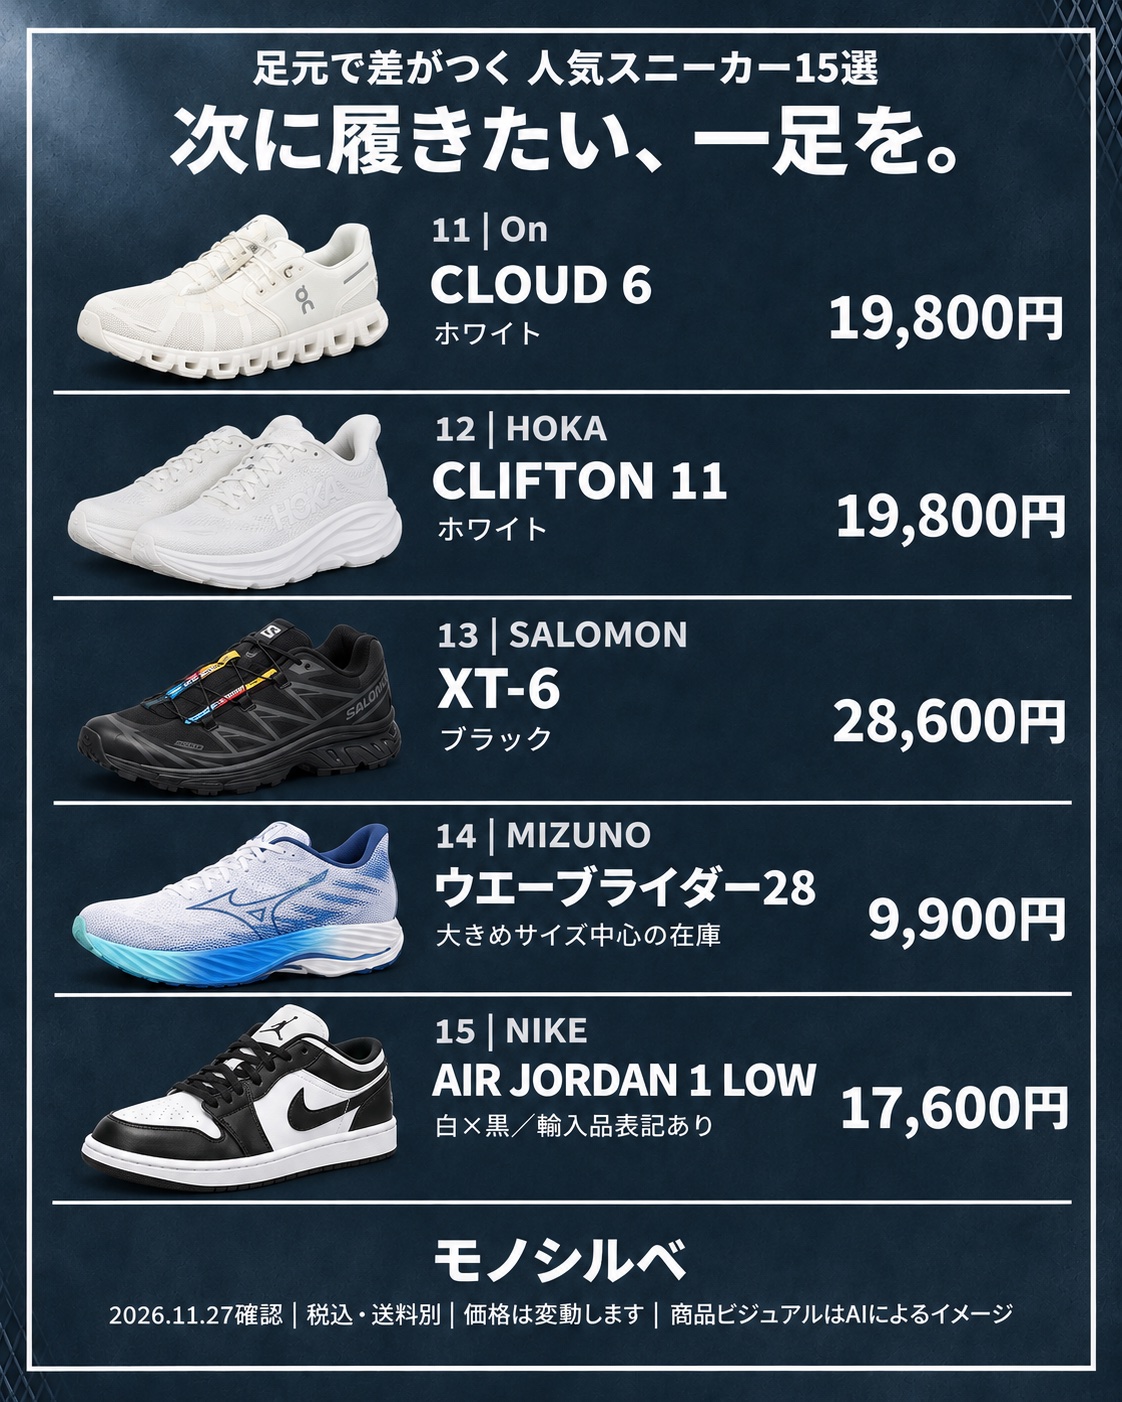 足元で差がつく 人気スニーカー15選
次に履きたい、一足を。
11 | On
CLOUD 6
ホワイト
19,800円
12 | HOKA
CLIFTON 11
ホワイト
19,800円
HOKA
13 | SALOMON
XT-6
ブラック
28,600円
SALOMON
14 | MIZUNO
ウエーブライダー28
大きめサイズ中心の在庫
9,900円
15 | NIKE
AIR JORDAN 1 LOW
白×黒／輸入品表記あり
17,600円
モノシルベ
2026.11.27確認 | 税込・送料別 | 価格は変動します | 商品ビジュアルはAIによるイメージ